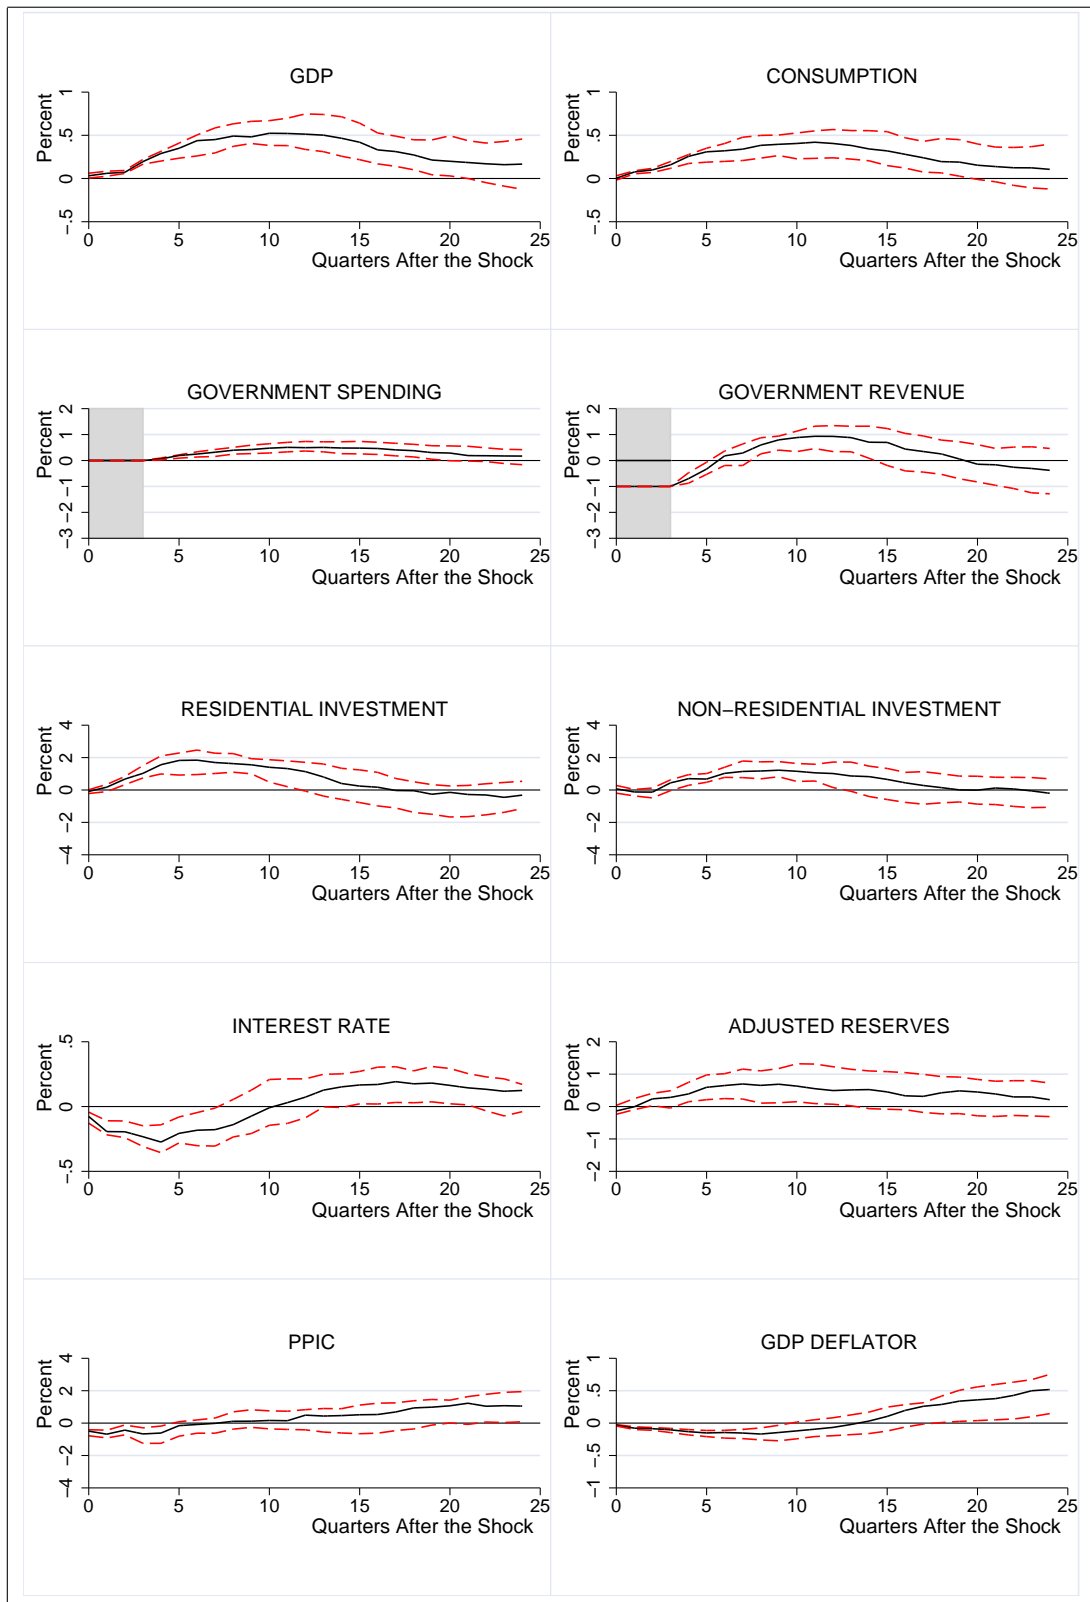 GDP
Percent
1
.5
0
-.5
0 5 10 15 20 25
Quarters After the Shock
CONSUMPTION
Percent
1
.5
0
-.5
0 5 10 15 20 25
Quarters After the Shock
GOVERNMENT SPENDING
Percent
2
1
0
-1
-2
-3
0 5 10 15 20 25
Quarters After the Shock
GOVERNMENT REVENUE
Percent
2
1
0
-1
-2
-3
0 5 10 15 20 25
Quarters After the Shock
RESIDENTIAL INVESTMENT
Percent
4
2
0
-2
-4
0 5 10 15 20 25
Quarters After the Shock
NON-RESIDENTIAL INVESTMENT
Percent
4
2
0
-2
-4
0 5 10 15 20 25
Quarters After the Shock
INTEREST RATE
Percent
.5
0
-.5
0 5 10 15 20 25
Quarters After the Shock
ADJUSTED RESERVES
Percent
2
1
0
-1
-2
0 5 10 15 20 25
Quarters After the Shock
PPIC
Percent
4
2
0
-2
-4
0 5 10 15 20 25
Quarters After the Shock
GDP DEFLATOR
Percent
1
.5
0
-.5
-1
0 5 10 15 20 25
Quarters After the Shock